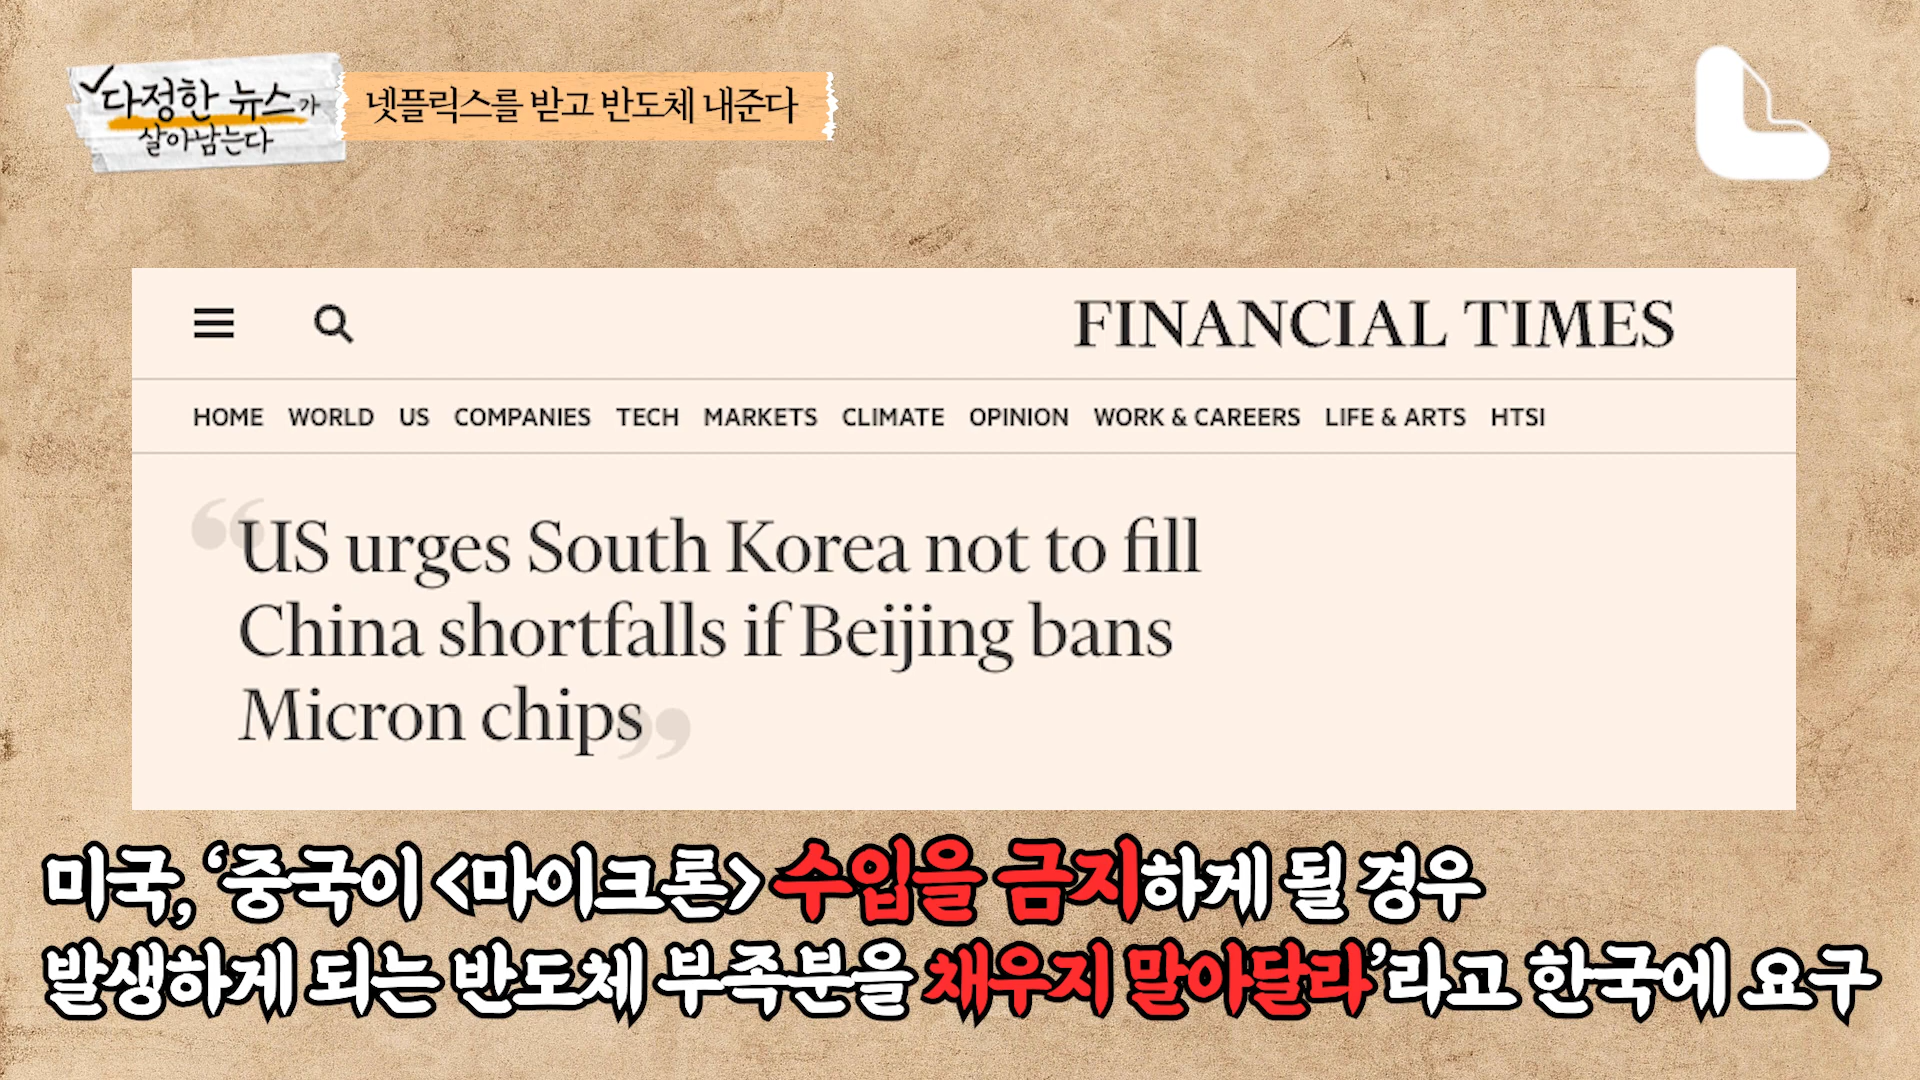 다정한 뉴스가
살아남는다
넷플릭스를 받고 반도체 내준다
FINANCIAL TIMES
HOME WORLD US COMPANIES TECH MARKETS CLIMATE OPINION WORK & CAREERS LIFE & ARTS HTSI
“US urges South Korea not to fill
China shortfalls if Beijing bans
Micron chips”
미국, ‘중국이 <마이크론> 수입을 금지하게 될 경우
발생하게 되는 반도체 부족분을 채우지 말아달라’라고 한국에 요구